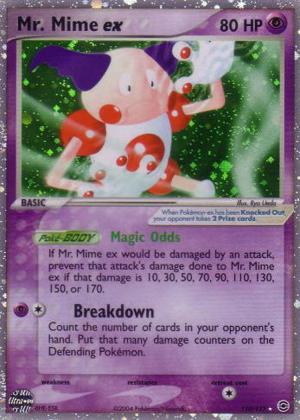 Mr. Mime ex 80 HP
Illus. Ryo Ueda
BASIC
When Pokémon-ex has been Knocked Out,
your opponent takes 2 Prize cards.
Poké-BODY Magic Odds
If Mr. Mime ex would be damaged by an attack,
prevent that attack's damage done to Mr. Mime
ex if that damage is 10, 30, 50, 70, 90, 110, 130,
150, or 170.
Breakdown
Count the number of cards in your opponent's
hand. Put that many damage counters on the
Defending Pokémon.
weakness resistance retreat cost
©2004 Pokémon/Nintendo